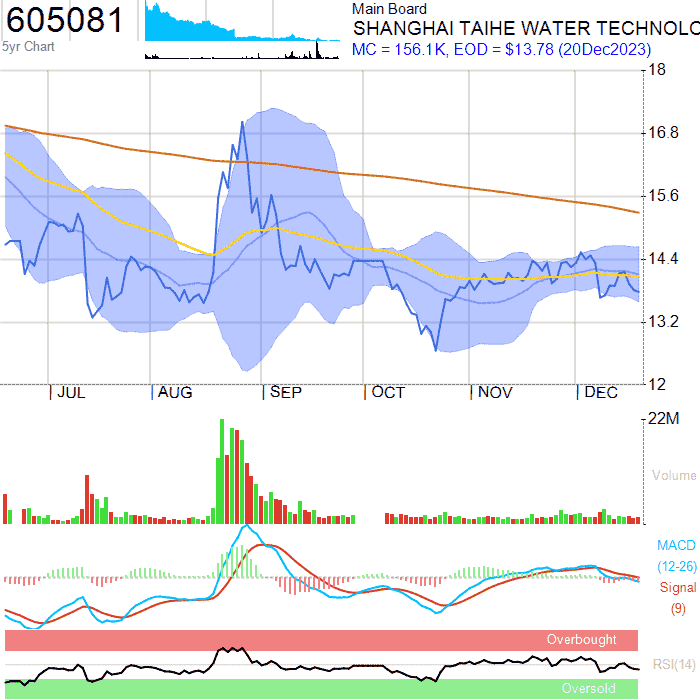 605081
5yr Chart
Main Board
SHANGHAI TAIHE WATER TECHNOLO
MC = 156.1K, EOD = $13.78 (20Dec2023)
18
16.8
15.6
14.4
13.2
12
JUL AUG SEP OCT NOV DEC
22M
Volume
MACD
(12-26)
Signal
(9)
Overbought
RSI(14)
Oversold